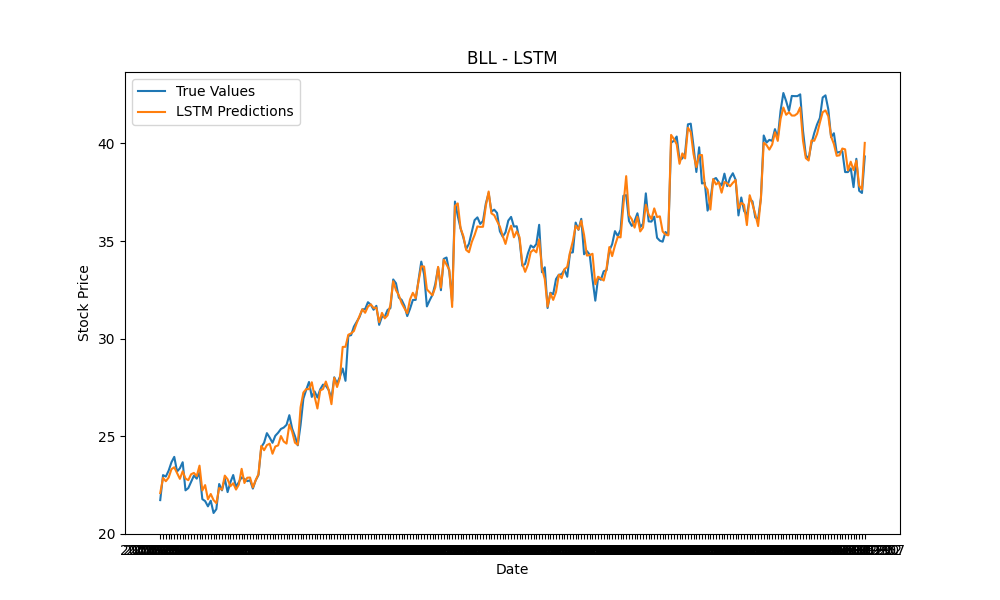 BLL - LSTM
True Values
LSTM Predictions
40
35
30
25
20
Stock Price
Date